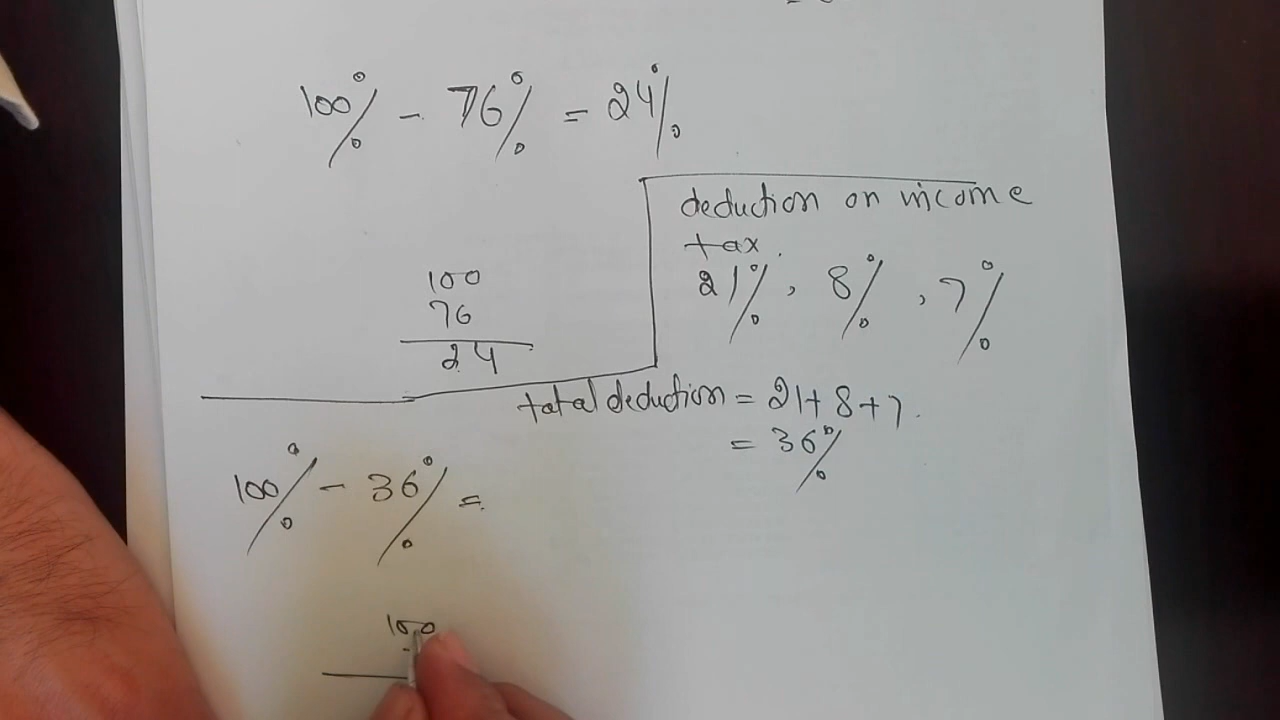 100% - 76% = 24%
deduction on income
tax.
21%, 8%, 7%
100
76
24
total deduction = 21+8+7.
= 36%
100% - 36% =
100